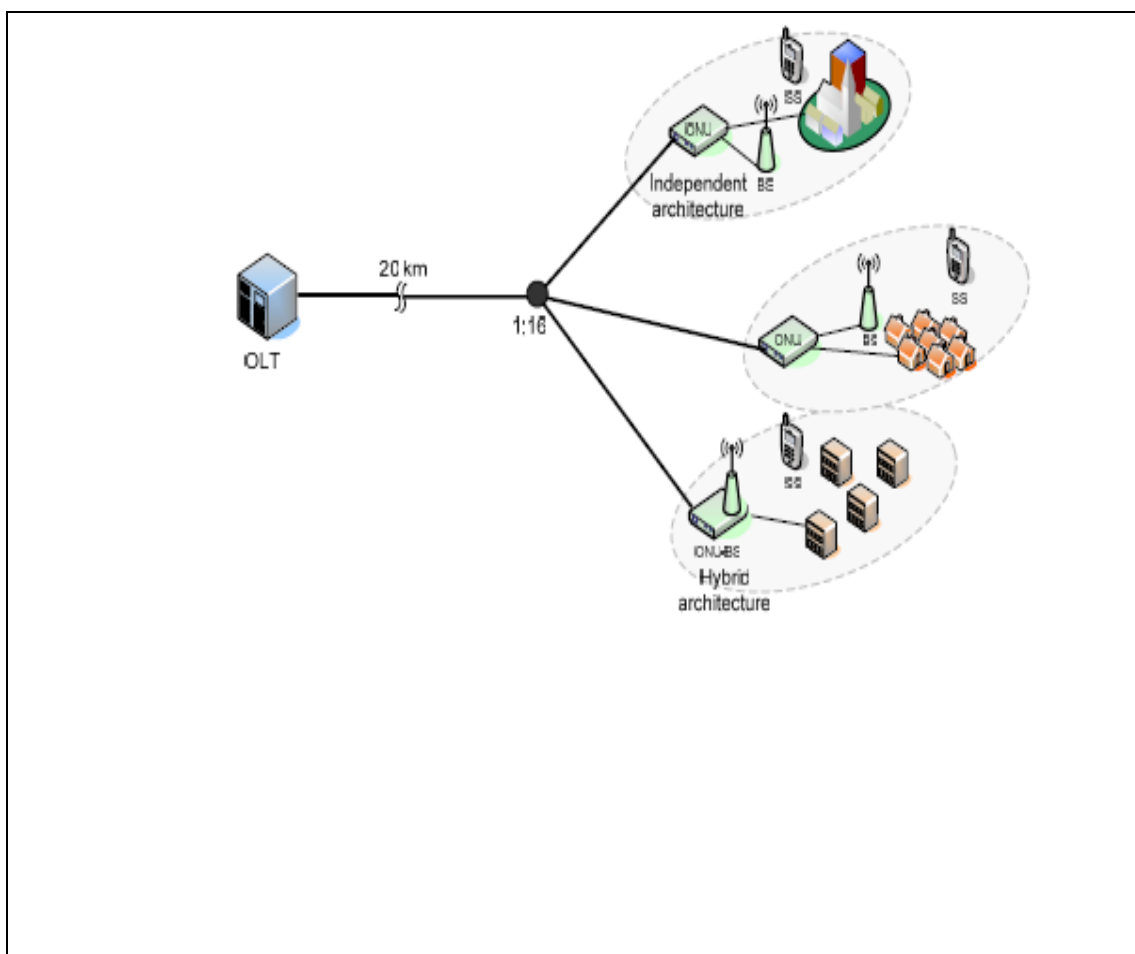 SS
ONU
BS
Independent
architecture
20 km
SS
1:16
ONU
BS
OLT
SS
ONU-BS
Hybrid
architecture